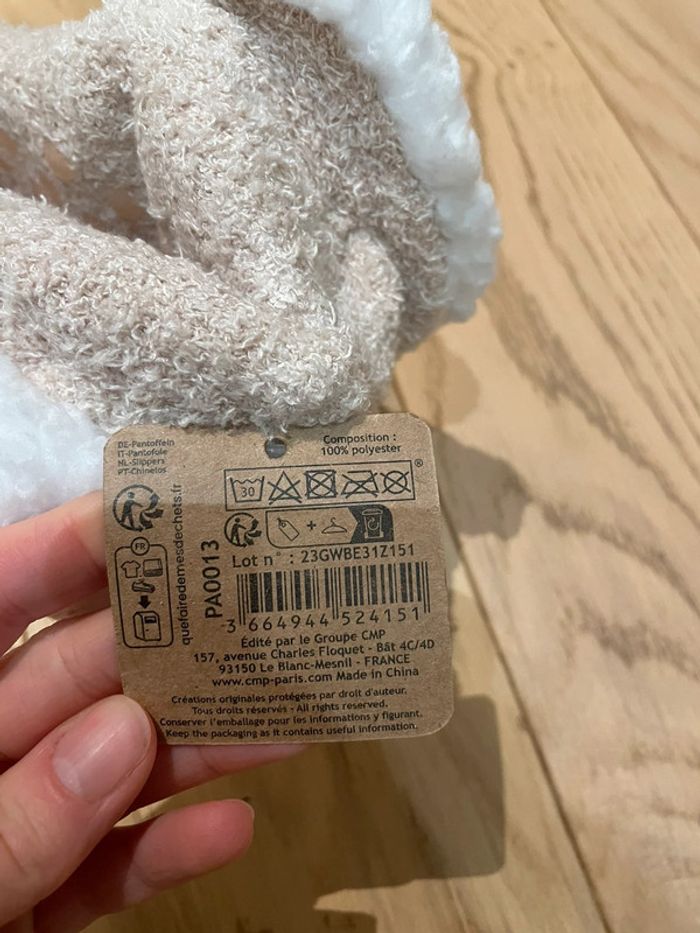 DE-Pantoffeln
IT-Pantofole
NL-Slippers
PT-Chinelos
Composition :
100% polyester
30
®
FR
quefairedemesdechets.fr
PA0013
Lot n° : 23GWBE31Z151
3 664944 524151
Édité par le Groupe CMP
157, avenue Charles Floquet - Bât 4C/4D
93150 Le Blanc-Mesnil - FRANCE
www.cmp-paris.com Made in China
Créations originales protégées par droit d'auteur.
Tous droits réservés - All rights reserved.
Conserver l'emballage pour les informations y figurant.
Keep the packaging as it contains useful information.